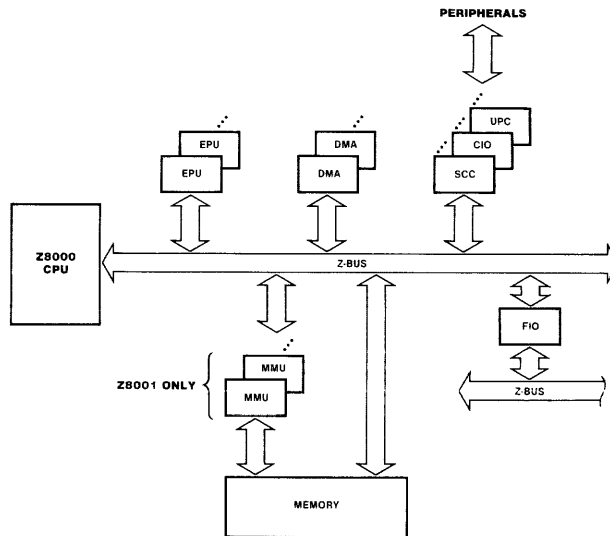 PERIPHERALS
UPC
CIO
SCC
EPU
EPU
DMA
DMA
Z8000
CPU
Z-BUS
FIO
Z-BUS
MMU
MMU
Z8001 ONLY
MEMORY